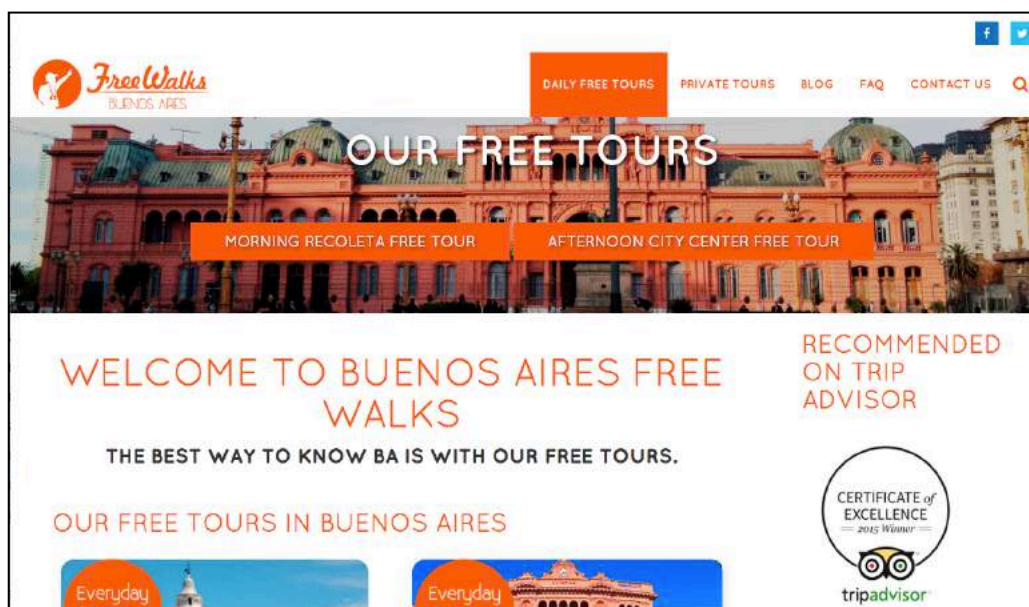 Free Walks
BUENOS AIRES
DAILY FREE TOURS PRIVATE TOURS BLOG FAQ CONTACT US
OUR FREE TOURS
MORNING RECOLETA FREE TOUR AFTERNOON CITY CENTER FREE TOUR
WELCOME TO BUENOS AIRES FREE
WALKS
THE BEST WAY TO KNOW BA IS WITH OUR FREE TOURS.
OUR FREE TOURS IN BUENOS AIRES
Everyday
Everyday
RECOMMENDED
ON TRIP
ADVISOR
CERTIFICATE of
EXCELLENCE
2015 Winner
tripadvisor